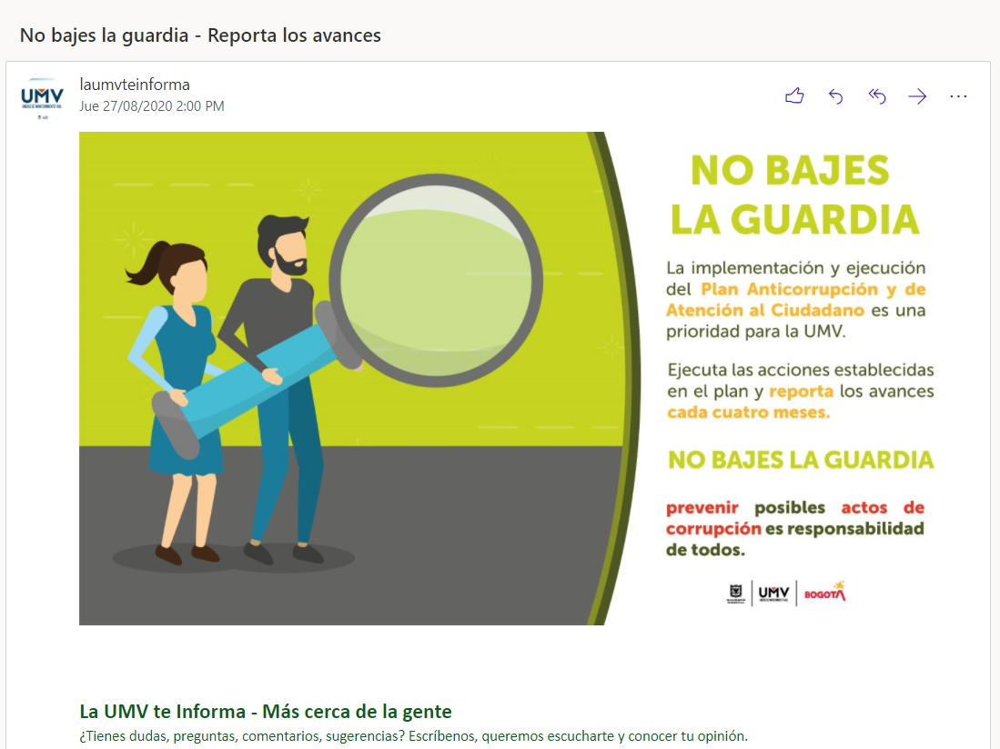 No bajes la guardia - Reporta los avances
UMV
UNIDAD DE MANTENIMIENTO VIAL
laumvteinforma
Jue 27/08/2020 2:00 PM
NO BAJES
LA GUARDIA
La implementación y ejecución
del Plan Anticorrupción y de
Atención al Ciudadano es una
prioridad para la UMV.
Ejecuta las acciones establecidas
en el plan y reporta los avances
cada cuatro meses.
NO BAJES LA GUARDIA
prevenir posibles actos de
corrupción es responsabilidad
de todos.
UMV
BOGOTÁ
La UMV te Informa - Más cerca de la gente
¿Tienes dudas, preguntas, comentarios, sugerencias? Escríbenos, queremos escucharte y conocer tu opinión.